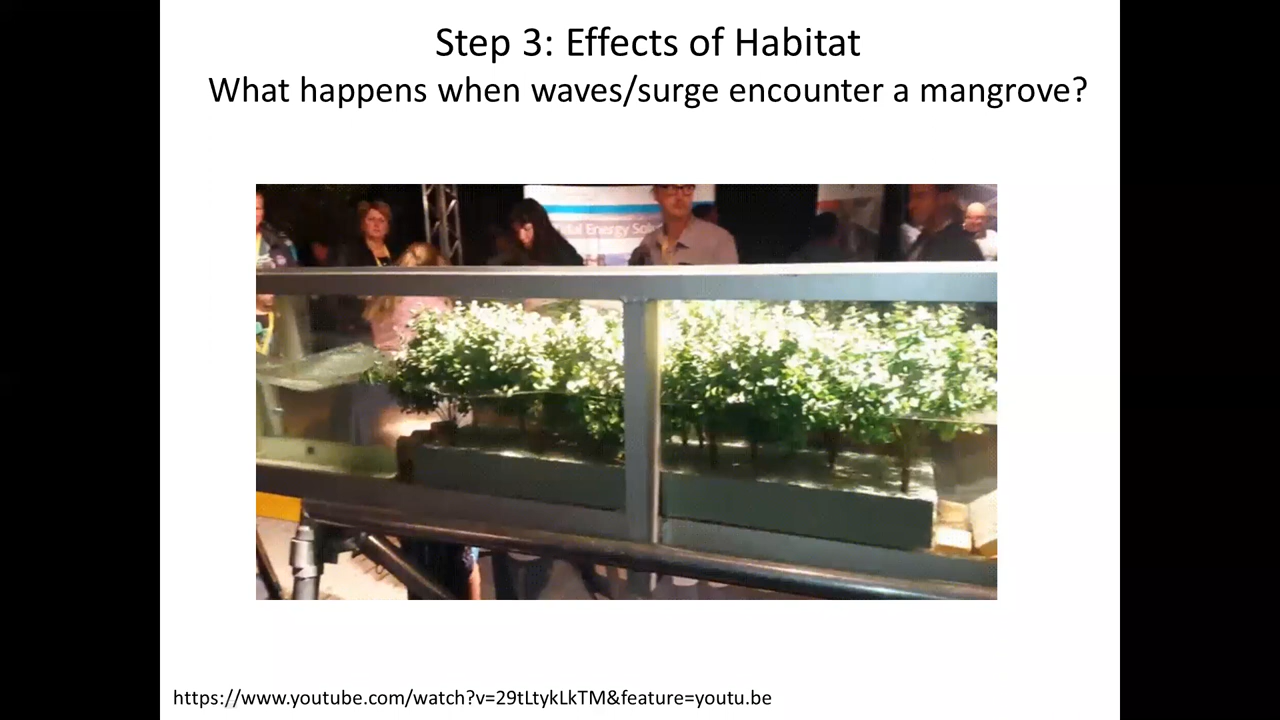 Step 3: Effects of Habitat
What happens when waves/surge encounter a mangrove?
Energy
https://www.youtube.com/watch?v=29tLtykLkTM&feature=youtu.be